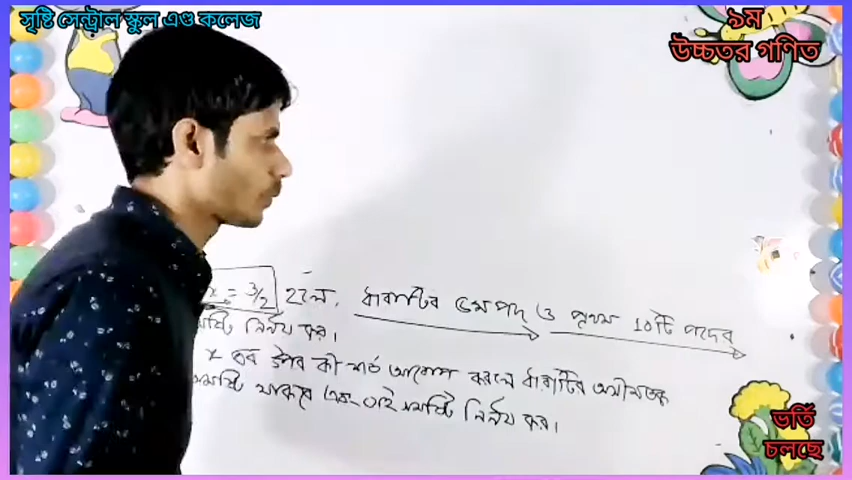 সৃষ্টি সেন্ট্রাল স্কুল এণ্ড কলেজ
৯ম
উচ্চতর গণিত
x = 3/2 হলে, ধারাটির ৫ম পদ ও প্রথম 10টি পদের
সমষ্টি নির্ণয় কর।
x এর উপর কী শর্ত আরোপ করলে ধারাটির অসীমতক
সমষ্টি থাকবে এবং সেই সমষ্টি নির্ণয় কর।
ভর্তি
চলছে